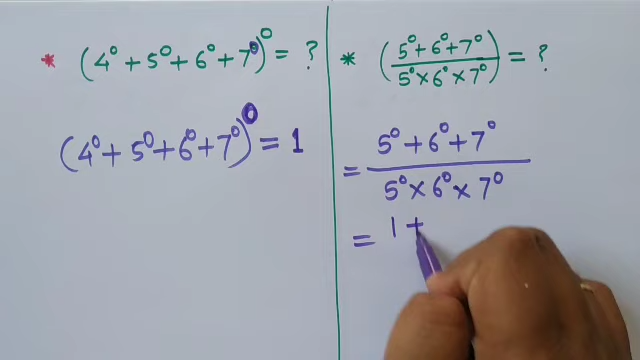 * (4⁰ + 5⁰ + 6⁰ + 7⁰)⁰ = ?
(4⁰ + 5⁰ + 6⁰ + 7⁰)⁰ = 1
* (5⁰ + 6⁰ + 7⁰ / 5⁰ × 6⁰ × 7⁰) = ?
= 5⁰ + 6⁰ + 7⁰ / 5⁰ × 6⁰ × 7⁰
= 1 +